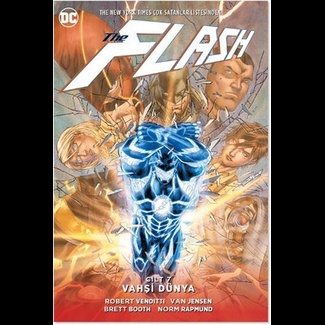 DC
THE NEW YORK TIMES ÇOK SATANLAR LİSTESİNDEN!
The
FLASH
CİLT 7
VAHŞİ DÜNYA
ROBERT VENDITTI VAN JENSEN
BRETT BOOTH NORM RAPMUND